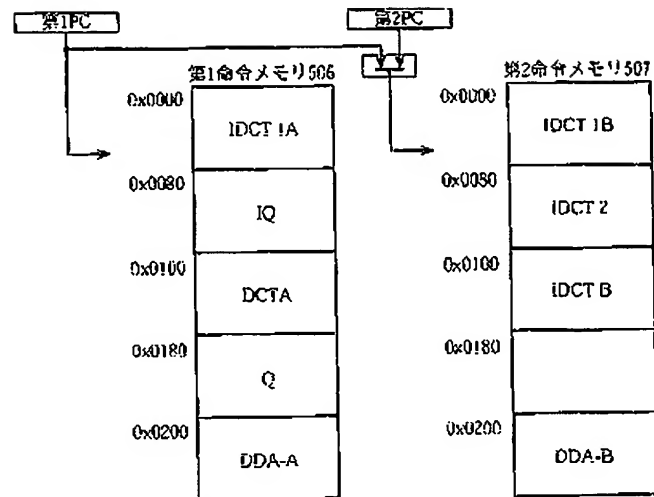 第1PC
第2PC
第1命令メモリ506
0x0000
IDCT 1A
0x0080
IQ
0x0100
DCTA
0x0180
Q
0x0200
DDA-A
第2命令メモリ507
0x0000
IDCT 1B
0x0080
IDCT 2
0x0100
IDCT B
0x0180
0x0200
DDA-B